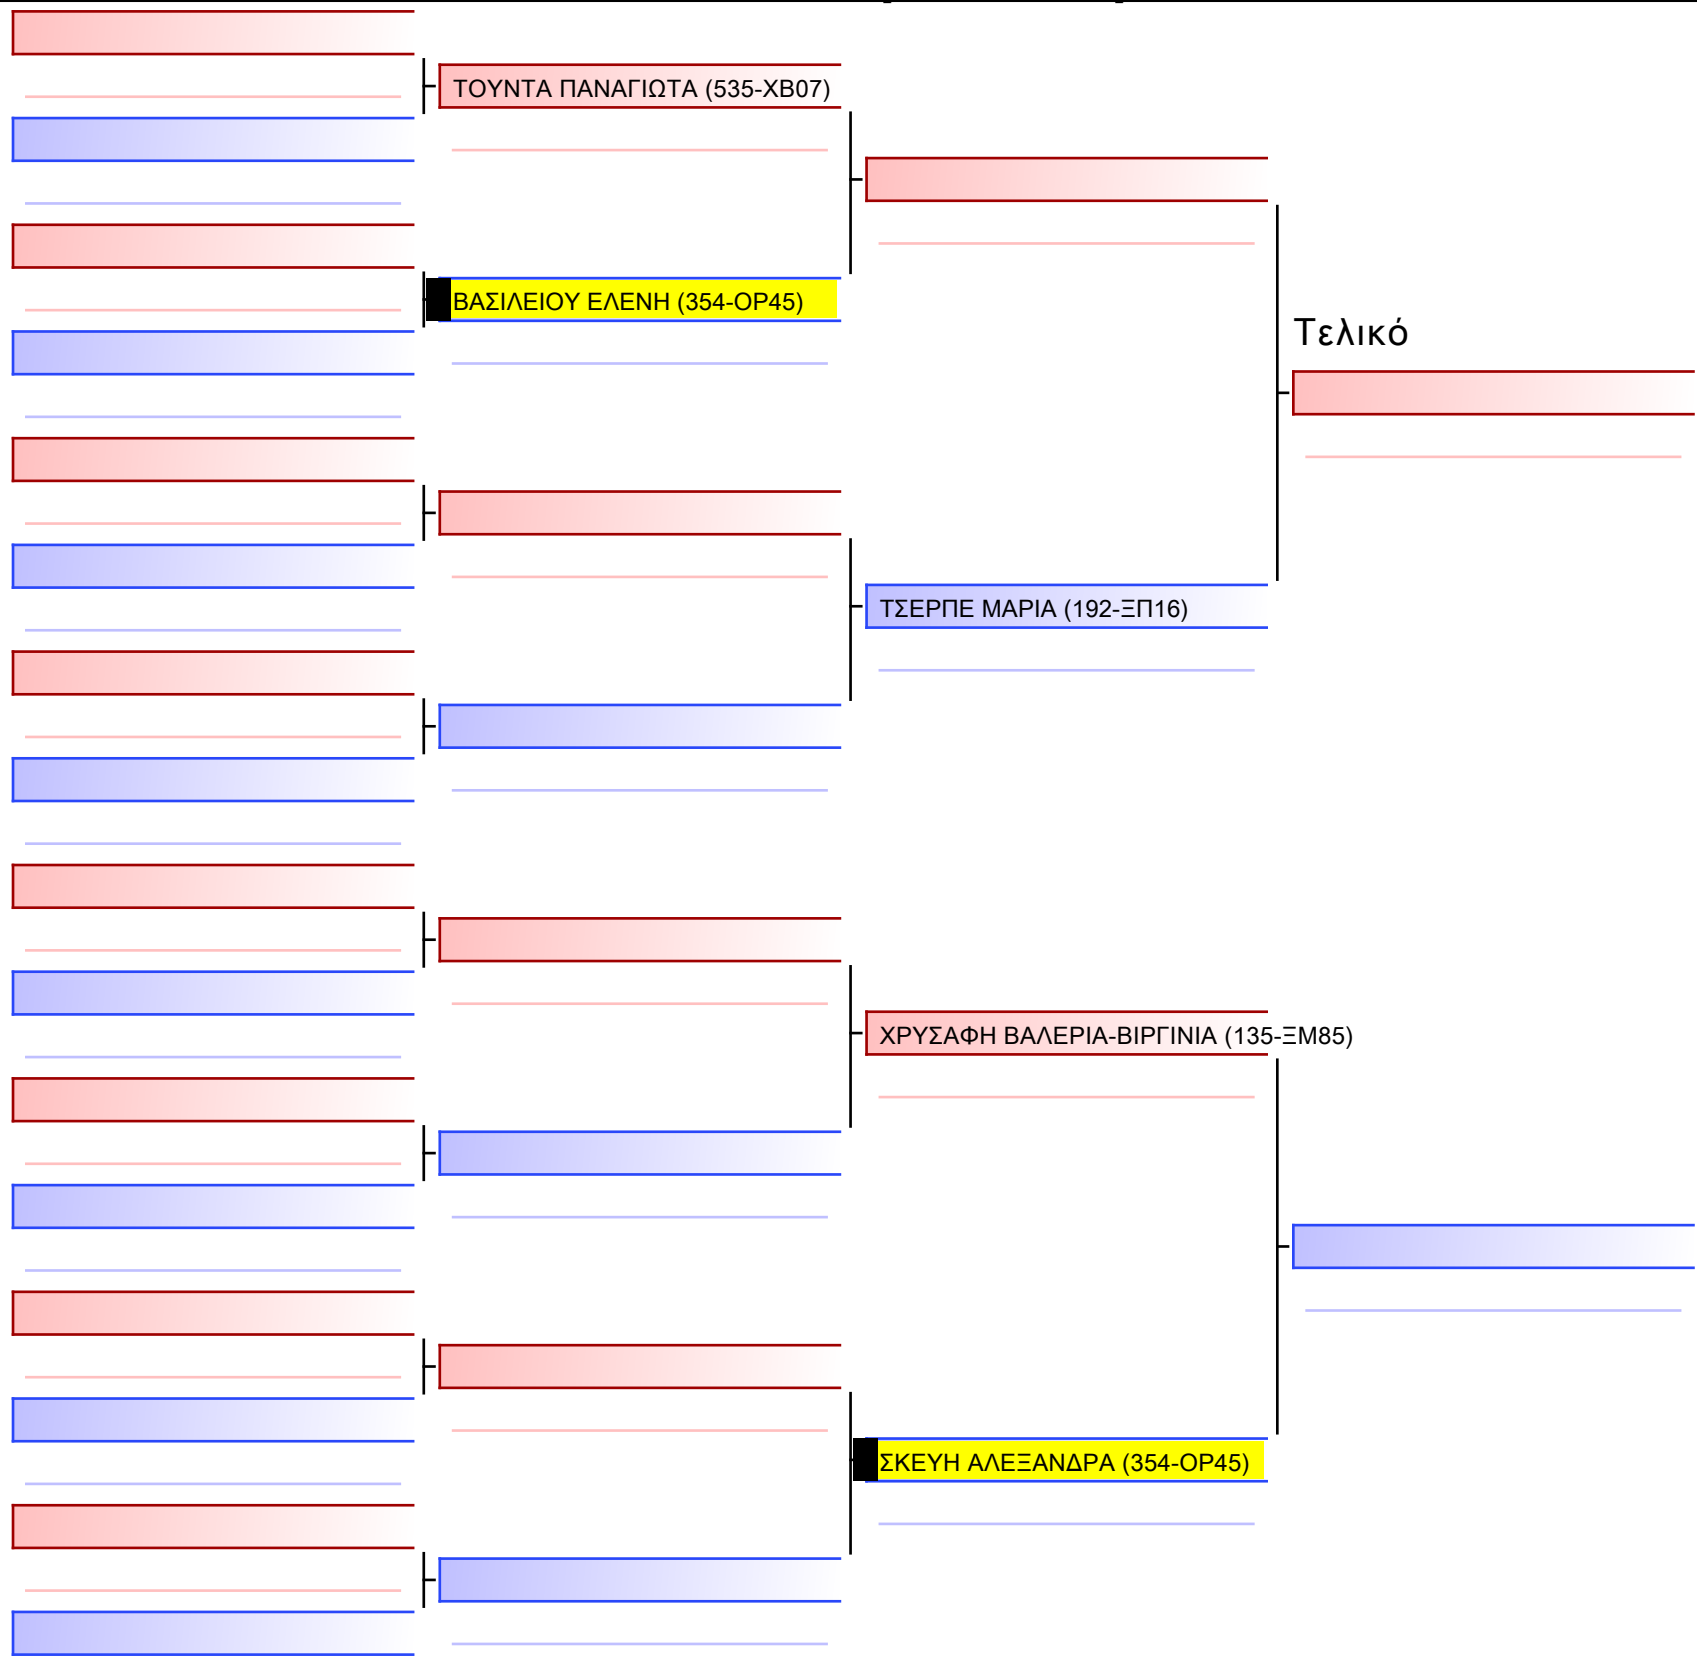 ΤΟΥΝΤΑ ΠΑΝΑΓΙΩΤΑ (535-ΧΒ07)
ΒΑΣΙΛΕΙΟΥ ΕΛΕΝΗ (354-ΟΡ45)
Τελικό
ΤΣΕΡΠΕ ΜΑΡΙΑ (192-ΞΠ16)
ΧΡΥΣΑΦΗ ΒΑΛΕΡΙΑ-ΒΙΡΓΙΝΙΑ (135-ΞΜ85)
ΣΚΕΥΗ ΑΛΕΞΑΝΔΡΑ (354-ΟΡ45)